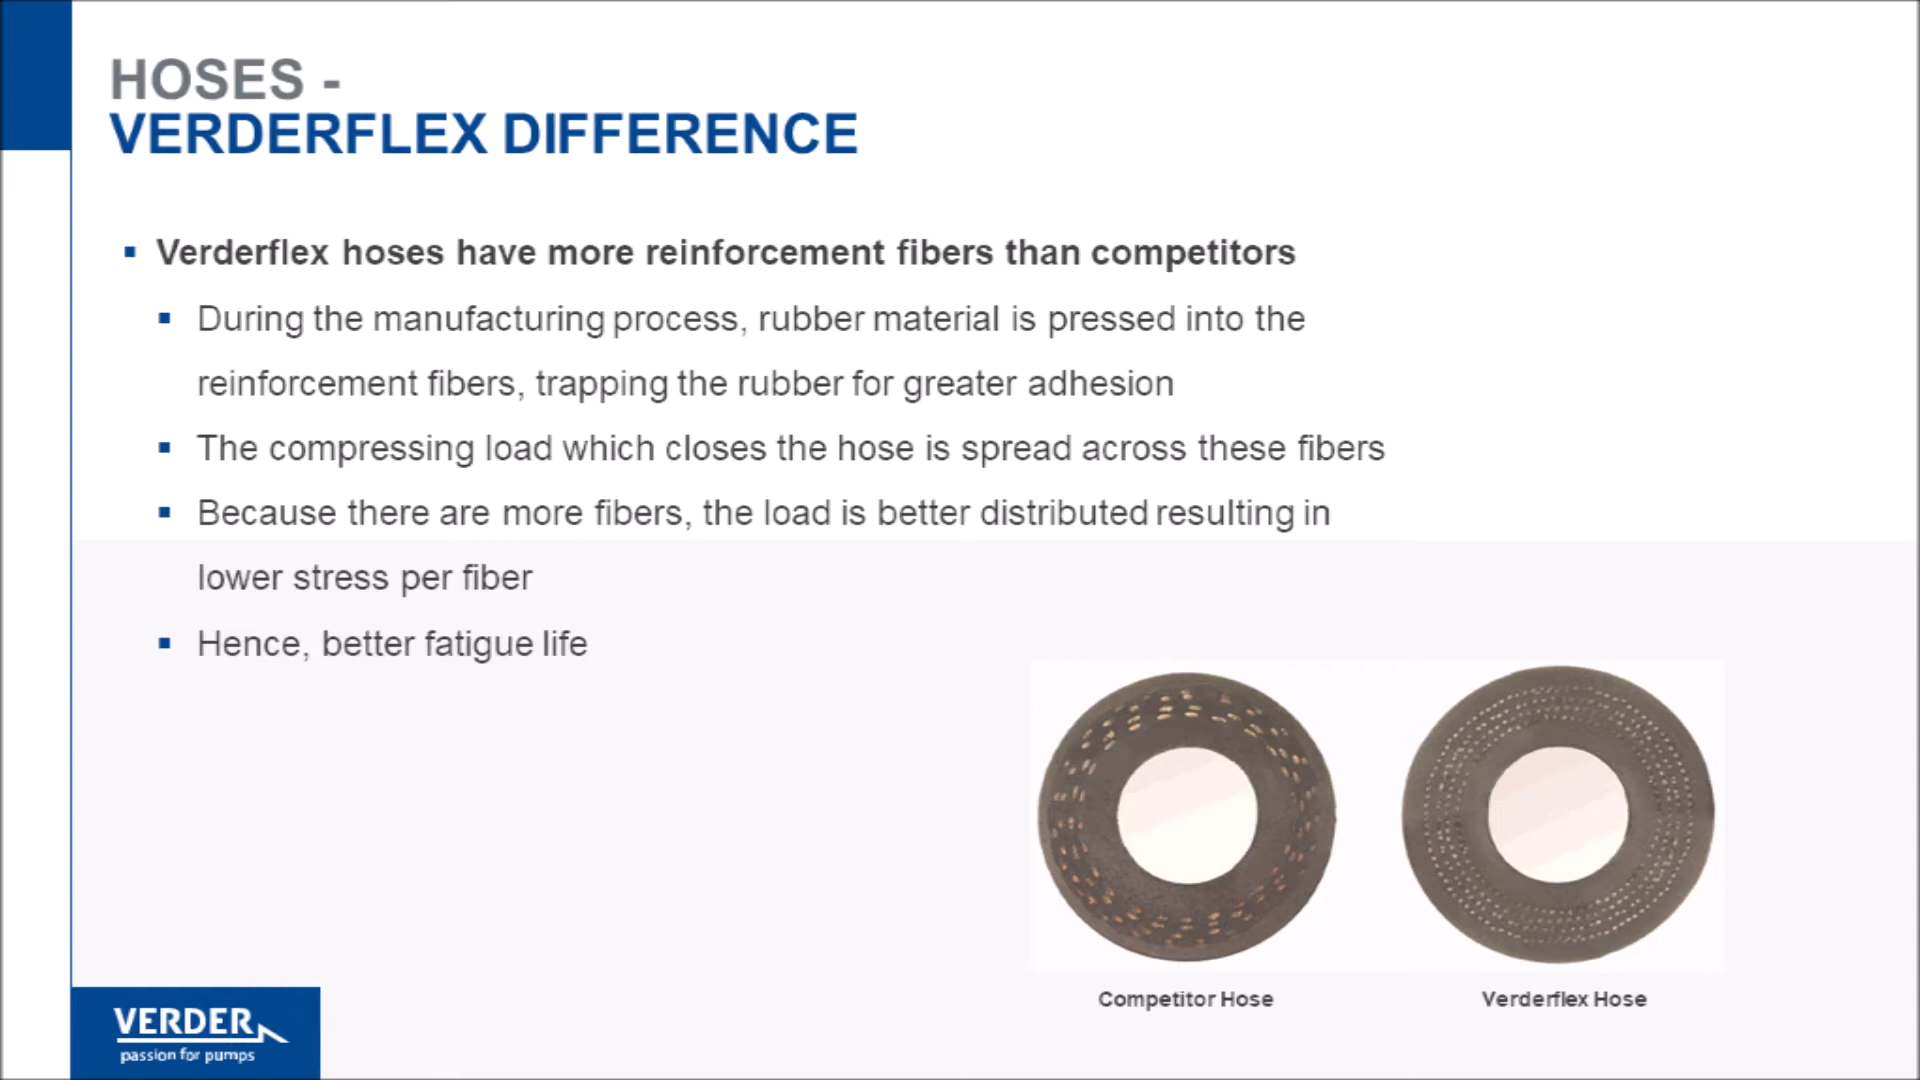 HOSES -
VERDERFLEX DIFFERENCE
Verderflex hoses have more reinforcement fibers than competitors
During the manufacturing process, rubber material is pressed into the
reinforcement fibers, trapping the rubber for greater adhesion
The compressing load which closes the hose is spread across these fibers
Because there are more fibers, the load is better distributed resulting in
lower stress per fiber
Hence, better fatigue life
Competitor Hose
Verderflex Hose
VERDER
passion for pumps